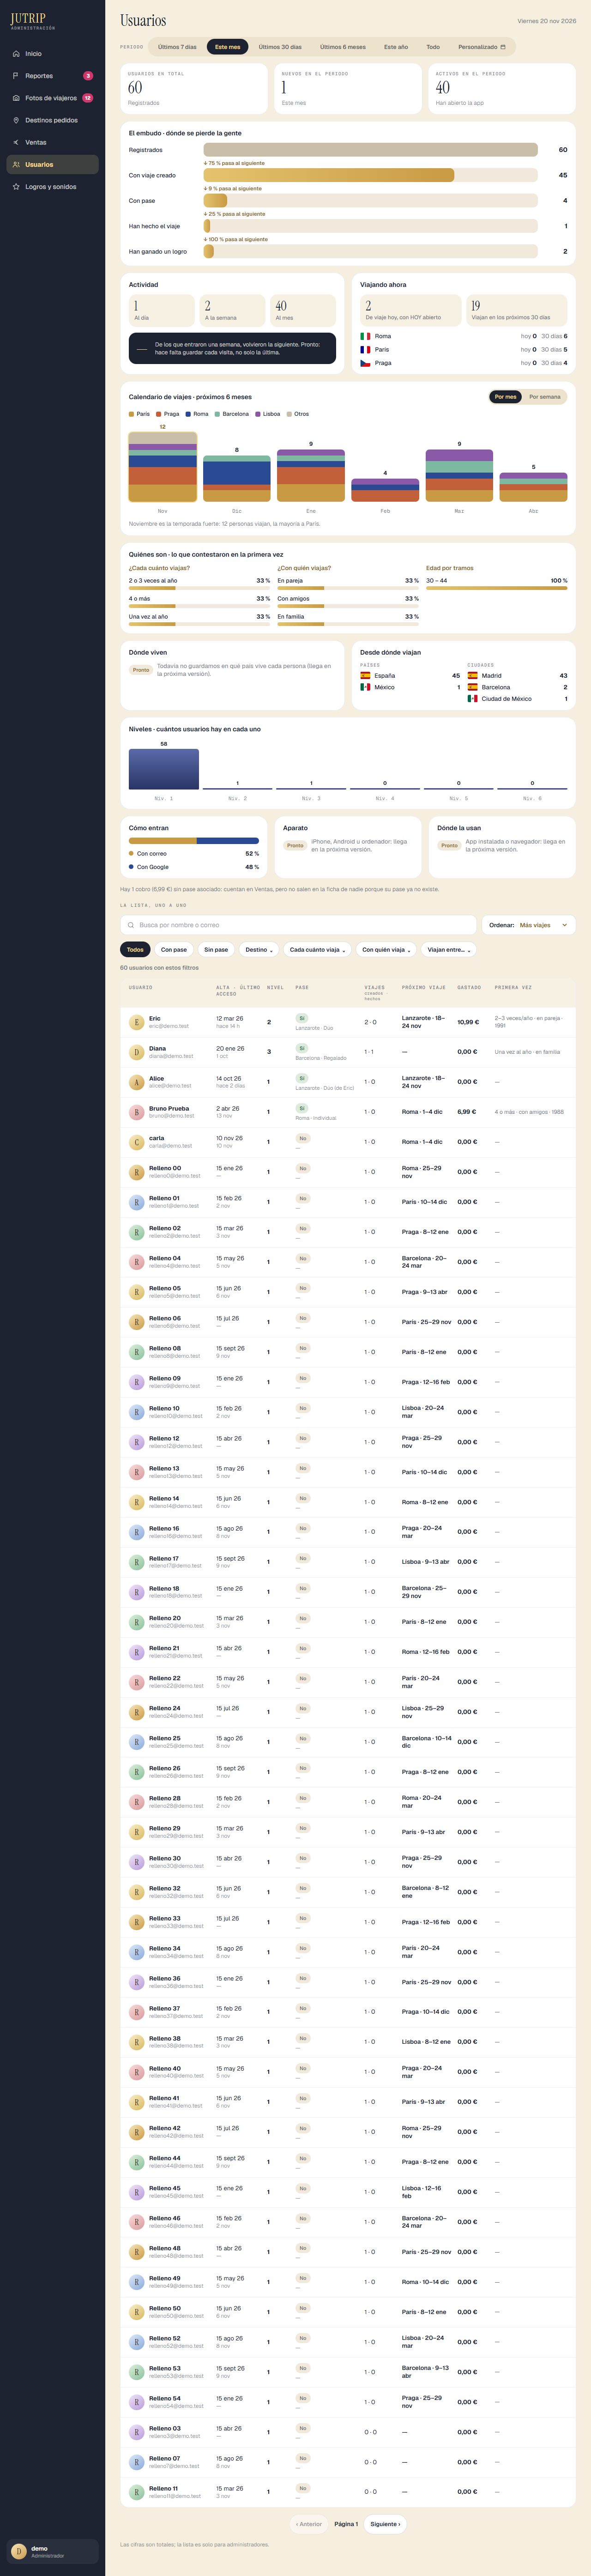 JUTRIP
ADMINISTRACIÓN
Inicio
Reportes 3
Fotos de viajeros 12
Destinos pedidos
Ventas
Usuarios
Logros y sonidos
Usuarios
Viernes 20 nov 2026
PERIODO Últimos 7 días Este mes Últimos 30 días Últimos 6 meses Este año Todo Personalizado
USUARIOS EN TOTAL
60
Registrados
NUEVOS EN EL PERIODO
1
Este mes
ACTIVOS EN EL PERIODO
40
Han abierto la app
El embudo · dónde se pierde la gente
Registrados 60
↓ 75 % pasa al siguiente
Con viaje creado 45
↓ 9 % pasa al siguiente
Con pase 4
↓ 25 % pasa al siguiente
Han hecho el viaje 1
↓ 100 % pasa al siguiente
Han ganado un logro 2
Actividad
1
Al día
2
A la semana
40
Al mes
— De los que entraron una semana, volvieron la siguiente. Pronto:
hace falta guardar cada visita, no solo la última.
Viajando ahora
2
De viaje hoy, con HOY abierto
19
Viajan en los próximos 30 días
Roma hoy 0 30 días 6
París hoy 0 30 días 5
Praga hoy 0 30 días 4
Calendario de viajes · próximos 6 meses
Por mes Por semana
París Praga Roma Barcelona Lisboa Otros
12 8 9 4 9 5
Nov Dic Ene Feb Mar Abr
Noviembre es la temporada fuerte: 12 personas viajan, la mayoría a París.
Quiénes son · lo que contestaron en la primera vez
¿Cada cuánto viajas?
2 o 3 veces al año 33 %
4 o más 33 %
Una vez al año 33 %
¿Con quién viajas?
En pareja 33 %
Con amigos 33 %
En familia 33 %
Edad por tramos
30 – 44 100 %
Dónde viven
Pronto Todavía no guardamos en qué país vive cada persona (llega en
la próxima versión).
Desde dónde viajan
PAÍSES
España 45
México 1
CIUDADES
Madrid 43
Barcelona 2
Ciudad de México 1
Niveles · cuántos usuarios hay en cada uno
58 1 1 0 0 0
Niv. 1 Niv. 2 Niv. 3 Niv. 4 Niv. 5 Niv. 6
Cómo entran
Con correo 52 %
Con Google 48 %
Aparato
Pronto iPhone, Android u ordenador: llega
en la próxima versión.
Dónde la usan
Pronto App instalada o navegador: llega en
la próxima versión.
Hay 1 cobro (6,99 €) sin pase asociado: cuentan en Ventas, pero no salen en la ficha de nadie porque su pase ya no existe.
LA LISTA, UNO A UNO
Busca por nombre o correo
Ordenar: Más viajes
Todos Con pase Sin pase Destino Cada cuánto viaja Con quién viaja Viajan entre…
60 usuarios con estos filtros
USUARIO ALTA · ÚLTIMO ACCESO NIVEL PASE VIAJES creados · hechos PRÓXIMO VIAJE GASTADO PRIMERA VEZ
E Eric eric@demo.test 12 mar 26 hace 14 h 2 Sí Lanzarote · Dúo 2 · 0 Lanzarote · 18–24 nov 10,99 € 2–3 veces/año · en pareja · 1991
D Diana diana@demo.test 20 ene 26 1 oct 3 Sí Barcelona · Regalado 1 · 1 — 0,00 € Una vez al año · en familia
A Alice alice@demo.test 14 oct 26 hace 2 días 1 Sí Lanzarote · Dúo (de Eric) 1 · 0 Lanzarote · 18–24 nov 0,00 € —
B Bruno Prueba bruno@demo.test 2 abr 26 13 nov 1 Sí Roma · Individual 1 · 0 Roma · 1–4 dic 6,99 € 4 o más · con amigos · 1988
C carla carla@demo.test 10 nov 26 10 nov 1 No — 1 · 0 Roma · 1–4 dic 0,00 € —
R Relleno 00 relleno0@demo.test 15 ene 26 — 1 No — 1 · 0 Roma · 25–29 nov 0,00 € —
R Relleno 01 relleno1@demo.test 15 feb 26 2 nov 1 No — 1 · 0 París · 10–14 dic 0,00 € —
R Relleno 02 relleno2@demo.test 15 mar 26 3 nov 1 No — 1 · 0 Praga · 8–12 ene 0,00 € —
R Relleno 04 relleno4@demo.test 15 may 26 5 nov 1 No — 1 · 0 Barcelona · 20–24 mar 0,00 € —
R Relleno 05 relleno5@demo.test 15 jun 26 6 nov 1 No — 1 · 0 Praga · 9–13 abr 0,00 € —
R Relleno 06 relleno6@demo.test 15 jul 26 — 1 No — 1 · 0 París · 25–29 nov 0,00 € —
R Relleno 08 relleno8@demo.test 15 sept 26 9 nov 1 No — 1 · 0 París · 8–12 ene 0,00 € —
R Relleno 09 relleno9@demo.test 15 ene 26 — 1 No — 1 · 0 Praga · 12–16 feb 0,00 € —
R Relleno 10 relleno10@demo.test 15 feb 26 2 nov 1 No — 1 · 0 Lisboa · 20–24 mar 0,00 € —
R Relleno 12 relleno12@demo.test 15 abr 26 — 1 No — 1 · 0 Praga · 25–29 nov 0,00 € —
R Relleno 13 relleno13@demo.test 15 may 26 5 nov 1 No — 1 · 0 París · 10–14 dic 0,00 € —
R Relleno 14 relleno14@demo.test 15 jun 26 6 nov 1 No — 1 · 0 Roma · 8–12 ene 0,00 € —
R Relleno 16 relleno16@demo.test 15 ago 26 8 nov 1 No — 1 · 0 Praga · 20–24 mar 0,00 € —
R Relleno 17 relleno17@demo.test 15 sept 26 9 nov 1 No — 1 · 0 Lisboa · 9–13 abr 0,00 € —
R Relleno 18 relleno18@demo.test 15 ene 26 — 1 No — 1 · 0 Barcelona · 25–29 nov 0,00 € —
R Relleno 20 relleno20@demo.test 15 mar 26 3 nov 1 No — 1 · 0 París · 8–12 ene 0,00 € —
R Relleno 21 relleno21@demo.test 15 abr 26 — 1 No — 1 · 0 Roma · 12–16 feb 0,00 € —
R Relleno 22 relleno22@demo.test 15 may 26 5 nov 1 No — 1 · 0 París · 20–24 mar 0,00 € —
R Relleno 24 relleno24@demo.test 15 jul 26 — 1 No — 1 · 0 Lisboa · 25–29 nov 0,00 € —
R Relleno 25 relleno25@demo.test 15 ago 26 8 nov 1 No — 1 · 0 Barcelona · 10–14 dic 0,00 € —
R Relleno 26 relleno26@demo.test 15 sept 26 9 nov 1 No — 1 · 0 Praga · 8–12 ene 0,00 € —
R Relleno 28 relleno28@demo.test 15 feb 26 2 nov 1 No — 1 · 0 Roma · 20–24 mar 0,00 € —
R Relleno 29 relleno29@demo.test 15 mar 26 3 nov 1 No — 1 · 0 París · 9–13 abr 0,00 € —
R Relleno 30 relleno30@demo.test 15 abr 26 — 1 No — 1 · 0 Praga · 25–29 nov 0,00 € —
R Relleno 32 relleno32@demo.test 15 jun 26 6 nov 1 No — 1 · 0 Barcelona · 8–12 ene 0,00 € —
R Relleno 33 relleno33@demo.test 15 jul 26 — 1 No — 1 · 0 Praga · 12–16 feb 0,00 € —
R Relleno 34 relleno34@demo.test 15 ago 26 8 nov 1 No — 1 · 0 París · 20–24 mar 0,00 € —
R Relleno 36 relleno36@demo.test 15 ene 26 — 1 No — 1 · 0 París · 25–29 nov 0,00 € —
R Relleno 37 relleno37@demo.test 15 feb 26 2 nov 1 No — 1 · 0 Praga · 10–14 dic 0,00 € —
R Relleno 38 relleno38@demo.test 15 mar 26 3 nov 1 No — 1 · 0 Lisboa · 8–12 ene 0,00 € —
R Relleno 40 relleno40@demo.test 15 may 26 5 nov 1 No — 1 · 0 Praga · 20–24 mar 0,00 € —
R Relleno 41 relleno41@demo.test 15 jun 26 6 nov 1 No — 1 · 0 París · 9–13 abr 0,00 € —
R Relleno 42 relleno42@demo.test 15 jul 26 — 1 No — 1 · 0 Roma · 25–29 nov 0,00 € —
R Relleno 44 relleno44@demo.test 15 sept 26 9 nov 1 No — 1 · 0 Praga · 8–12 ene 0,00 € —
R Relleno 45 relleno45@demo.test 15 ene 26 — 1 No — 1 · 0 Lisboa · 12–16 feb 0,00 € —
R Relleno 46 relleno46@demo.test 15 feb 26 2 nov 1 No — 1 · 0 Barcelona · 20–24 mar 0,00 € —
R Relleno 48 relleno48@demo.test 15 abr 26 — 1 No — 1 · 0 París · 25–29 nov 0,00 € —
R Relleno 49 relleno49@demo.test 15 may 26 5 nov 1 No — 1 · 0 Roma · 10–14 dic 0,00 € —
R Relleno 50 relleno50@demo.test 15 jun 26 6 nov 1 No — 1 · 0 París · 8–12 ene 0,00 € —
R Relleno 52 relleno52@demo.test 15 ago 26 8 nov 1 No — 1 · 0 Lisboa · 20–24 mar 0,00 € —
R Relleno 53 relleno53@demo.test 15 sept 26 9 nov 1 No — 1 · 0 Barcelona · 9–13 abr 0,00 € —
R Relleno 54 relleno54@demo.test 15 ene 26 — 1 No — 1 · 0 Praga · 25–29 nov 0,00 € —
R Relleno 03 relleno3@demo.test 15 abr 26 — 1 No — 0 · 0 — 0,00 € —
R Relleno 07 relleno7@demo.test 15 ago 26 8 nov 1 No — 0 · 0 — 0,00 € —
R Relleno 11 relleno11@demo.test 15 mar 26 3 nov 1 No — 0 · 0 — 0,00 € —
‹ Anterior Página 1 Siguiente ›
Las cifras son totales; la lista es solo para administradores.
D demo
Administrador